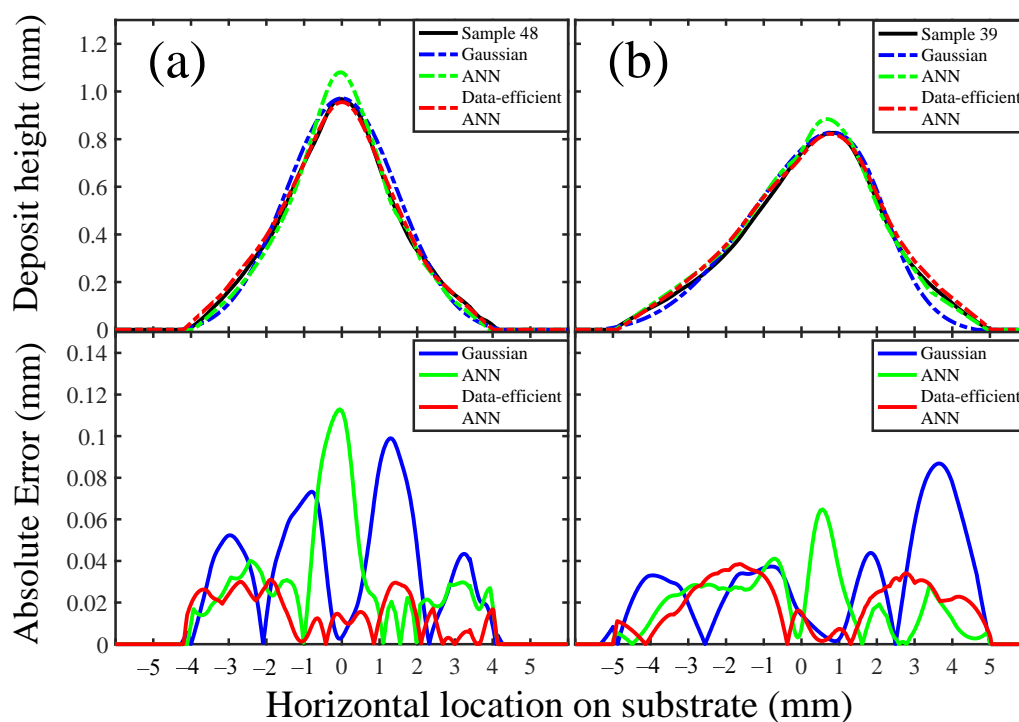 Deposit height (mm)
1.2
1.0
0.8
0.6
0.4
0.2
0
(a)
Sample 48
Gaussian
ANN
Data-efficient
ANN
(b)
Sample 39
Gaussian
ANN
Data-efficient
ANN
Absolute Error (mm)
0.14
0.12
0.1
0.08
0.06
0.04
0.02
0
Gaussian
ANN
Data-efficient
ANN
Gaussian
ANN
Data-efficient
ANN
−5 −4 −3 −2 −1 0 1 2 3 4 5
−5 −4 −3 −2 −1 0 1 2 3 4 5
Horizontal location on substrate (mm)